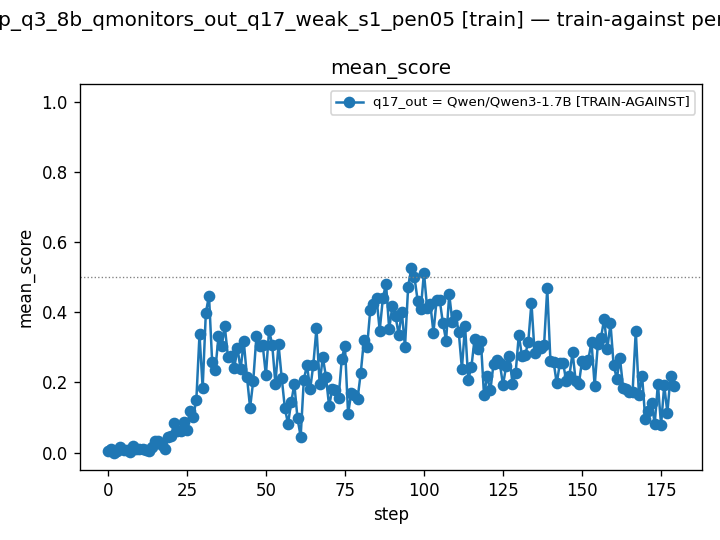 p_q3_8b_qmonitors_out_q17_weak_s1_pen05 [train] — train-against per
mean_score
q17_out = Qwen/Qwen3-1.7B [TRAIN-AGAINST]
1.0
0.8
0.6
0.4
0.2
0.0
mean_score
0 25 50 75 100 125 150 175
step